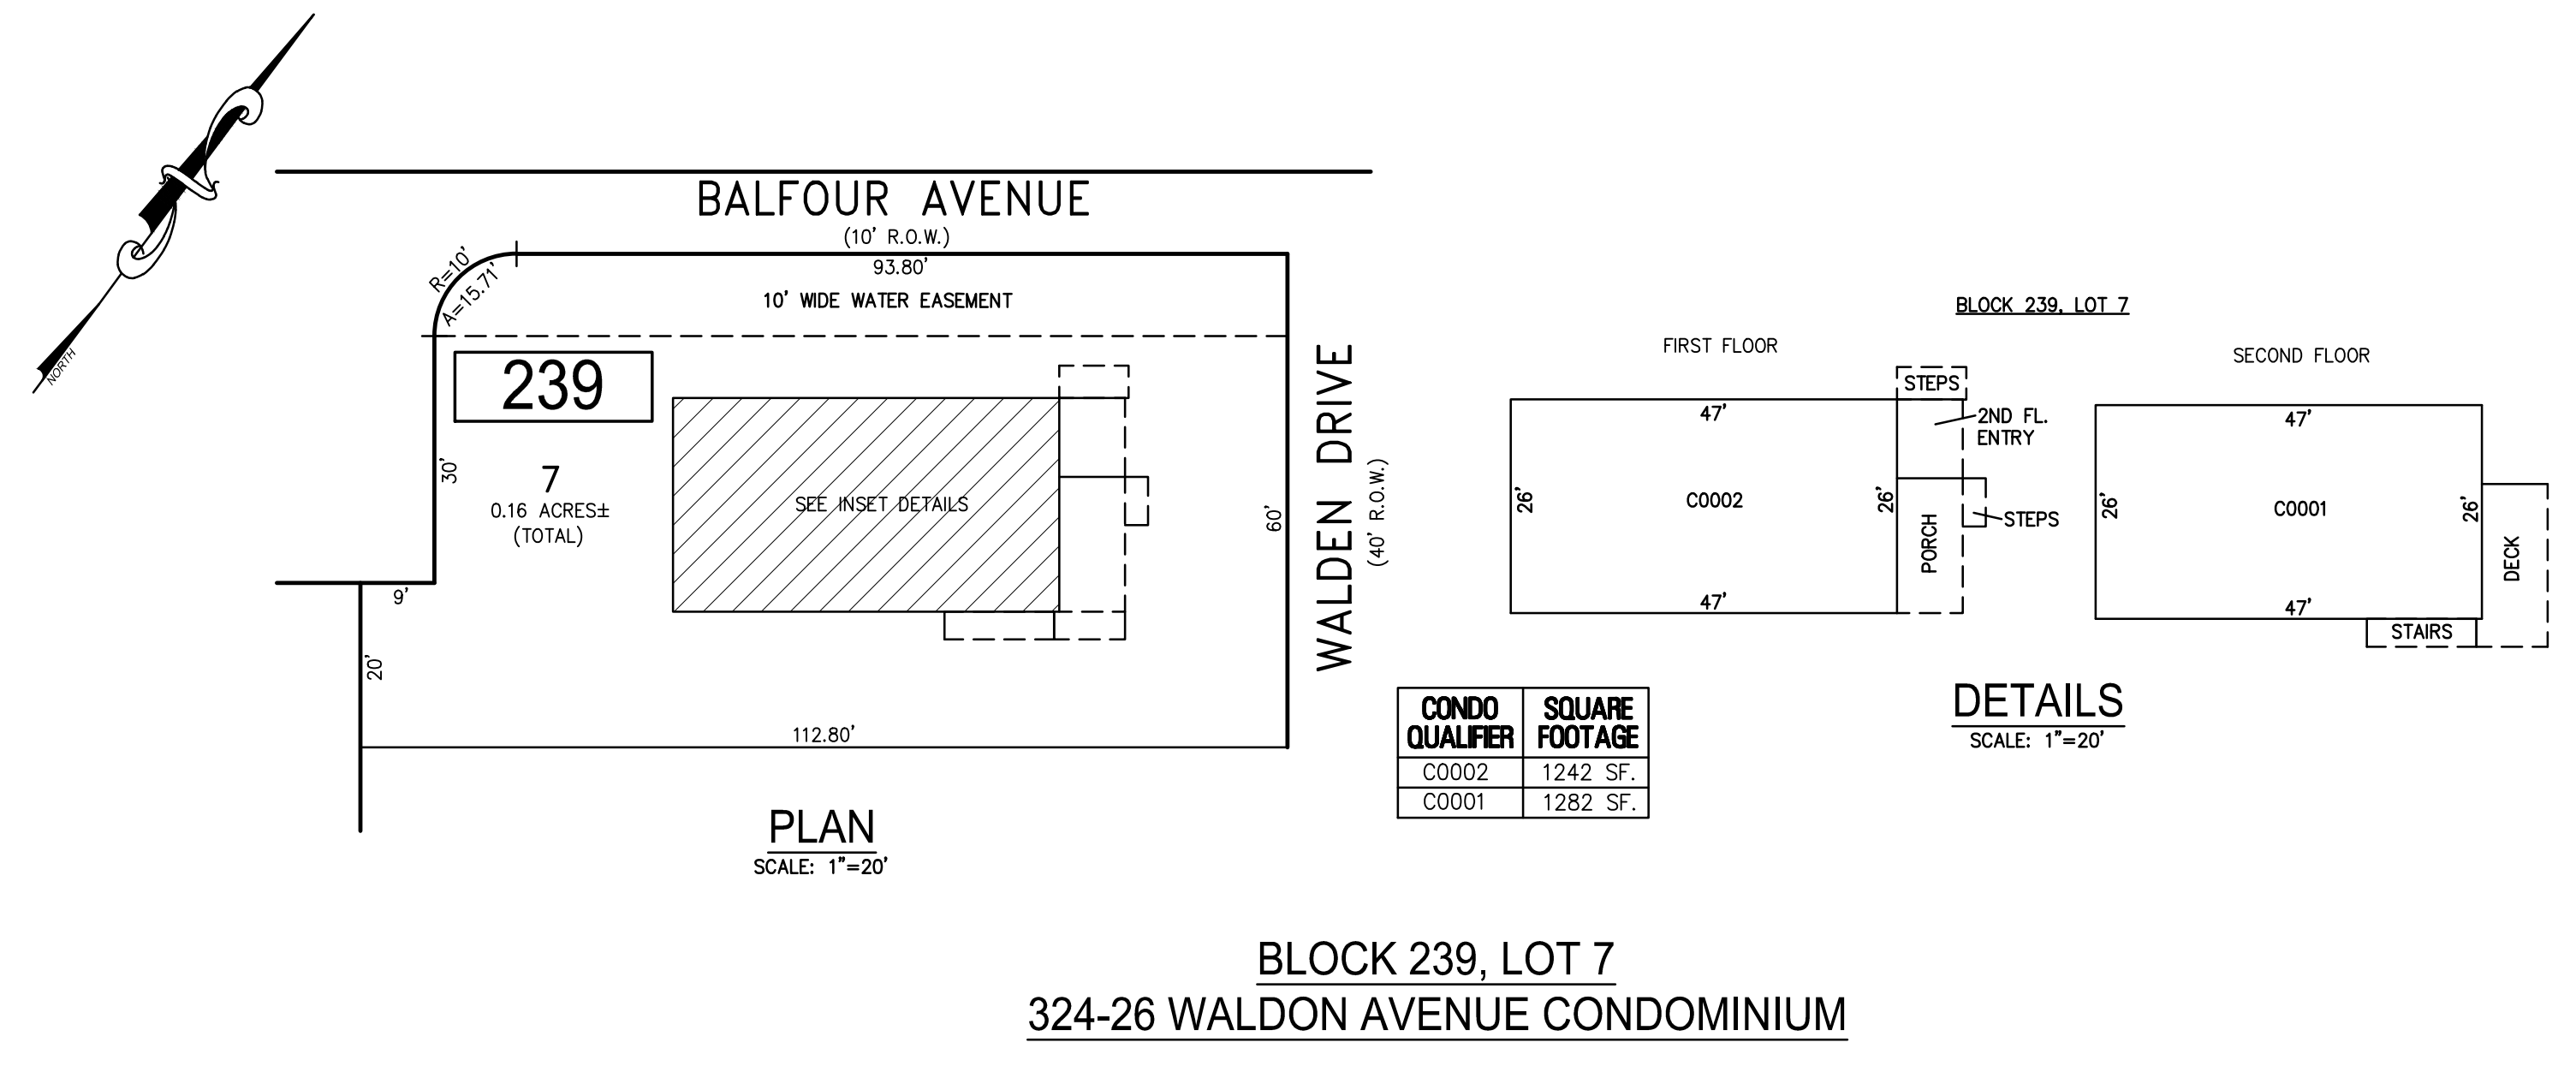 NORTH
BALFOUR AVENUE
(10' R.O.W.)
93.80'
R=10'
A=15.71'
10' WIDE WATER EASEMENT
239
7
0.16 ACRES±
(TOTAL)
30'
9'
20'
SEE INSET DETAILS
60'
112.80'
WALDEN DRIVE
(40' R.O.W.)
PLAN
SCALE: 1"=20'
BLOCK 239, LOT 7
FIRST FLOOR
STEPS
47'
2ND FL.
ENTRY
26'
C0002
26'
STEPS
PORCH
47'
SECOND FLOOR
47'
26'
C0001
26'
DECK
47'
STAIRS
CONDO QUALIFIER SQUARE FOOTAGE
C0002 1242 SF.
C0001 1282 SF.
DETAILS
SCALE: 1"=20'
BLOCK 239, LOT 7
324-26 WALDON AVENUE CONDOMINIUM